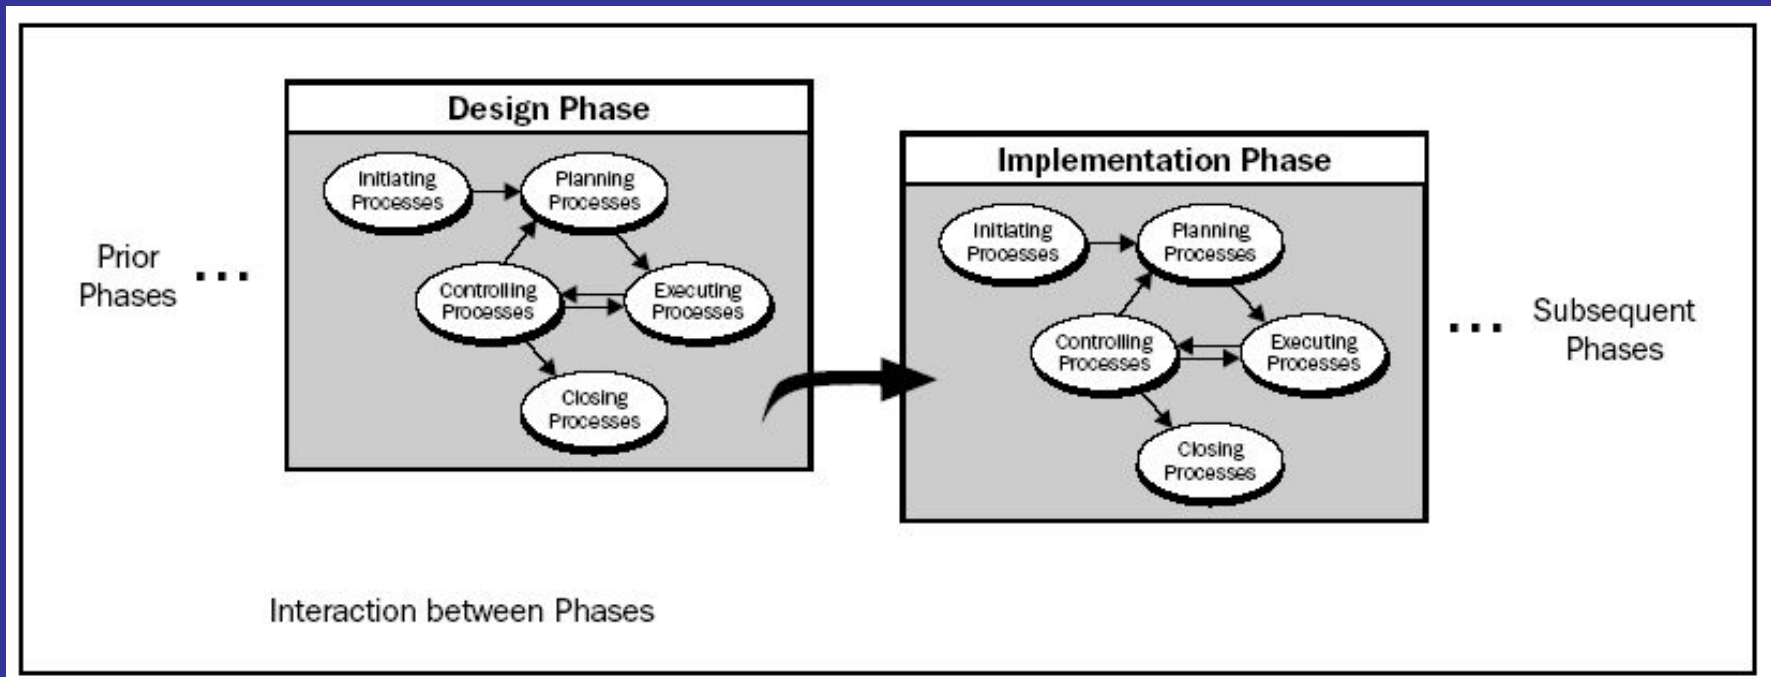 Design Phase
Initiating
Processes
Planning
Processes
Controlling
Processes
Executing
Processes
Closing
Processes
Prior
Phases
...
Implementation Phase
Initiating
Processes
Planning
Processes
Controlling
Processes
Executing
Processes
Closing
Processes
...
Subsequent
Phases
Interaction between Phases